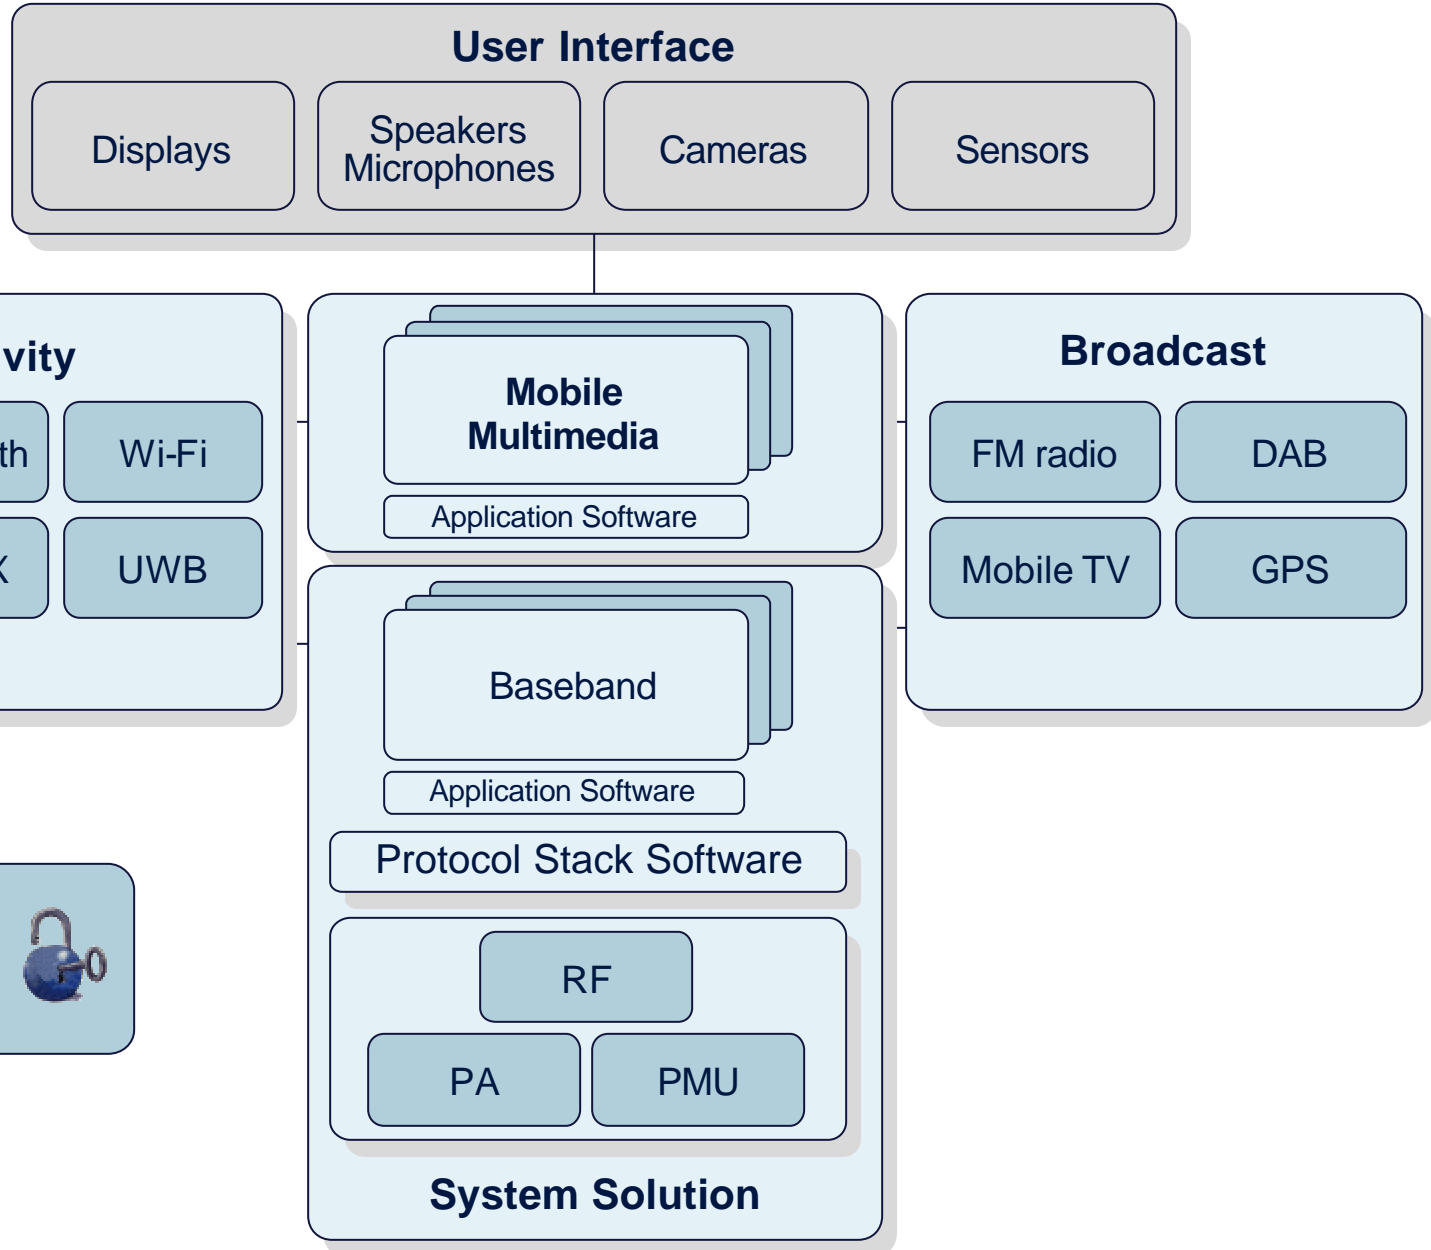 User Interface
Displays
Speakers
Microphones
Cameras
Sensors
vity
th
Wi-Fi
X
UWB
Mobile
Multimedia
Application Software
Broadcast
FM radio
DAB
Mobile TV
GPS
Baseband
Application Software
Protocol Stack Software
RF
PA
PMU
System Solution